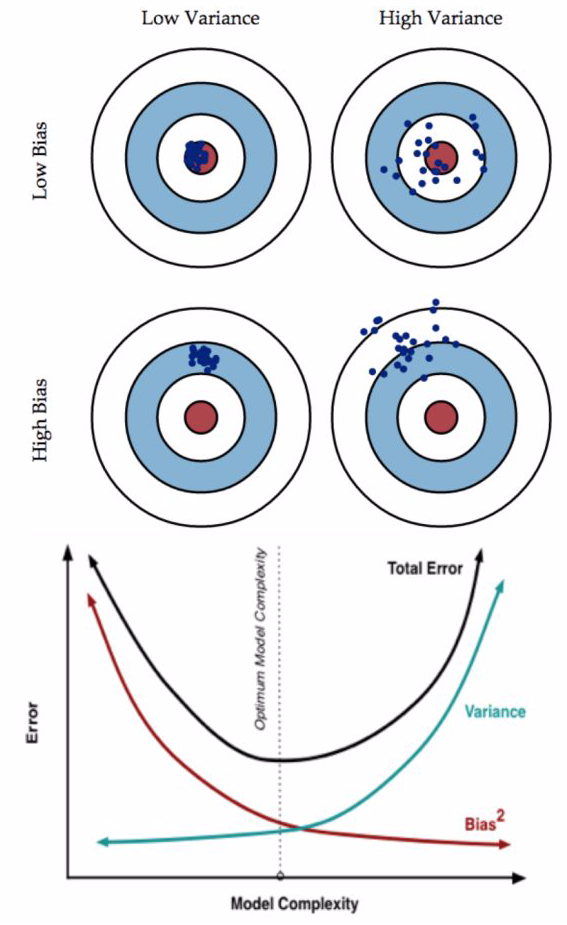 Low Variance
High Variance
Low Bias
High Bias
Optimum Model Complexity
Total Error
Variance
Bias²
Error
Model Complexity